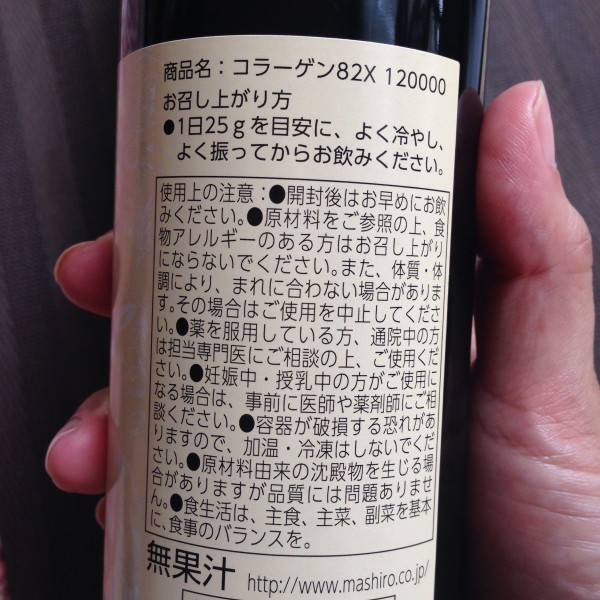 商品名：コラーゲン82X 120000
お召し上がり方
●1日25ｇを目安に、よく冷やし、
よく振ってからお飲みください。
使用上の注意：●開封後はお早めにお飲
みください。●原材料をご参照の上、食
物アレルギーのある方はお召し上がり
にならないでください。また、体質・体
調により、まれに合わない場合がありま
す。その場合はご使用を中止してくださ
い。●薬を服用している方、通院中の方
は担当専門医にご相談の上、ご使用くだ
さい。●妊娠中・授乳中の方がご使用に
なる場合は、事前に医師や薬剤師にご相
談ください。●容器が破損する恐れがあ
りますので、加温・冷凍はしないでくだ
さい。●原材料由来の沈殿物を生じる場
合がありますが品質には問題ありませ
ん。●食生活は、主食、主菜、副菜を基本
に、食事のバランスを。
無果汁 http://www.mashiro.co.jp/